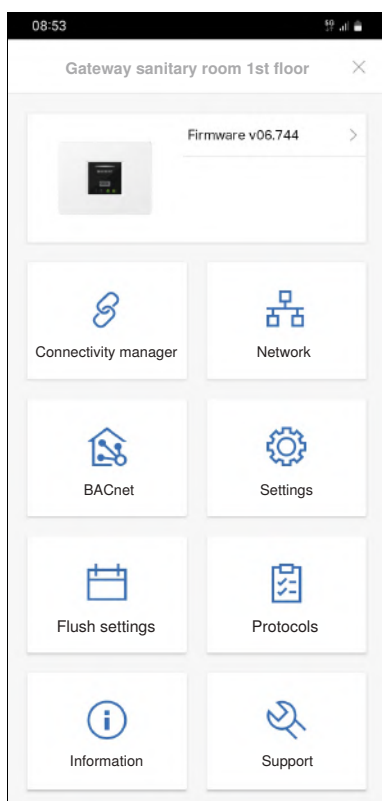 08:53
Gateway sanitary room 1st floor
Firmware v06.744
Connectivity manager
Network
BACnet
Settings
Flush settings
Protocols
Information
Support